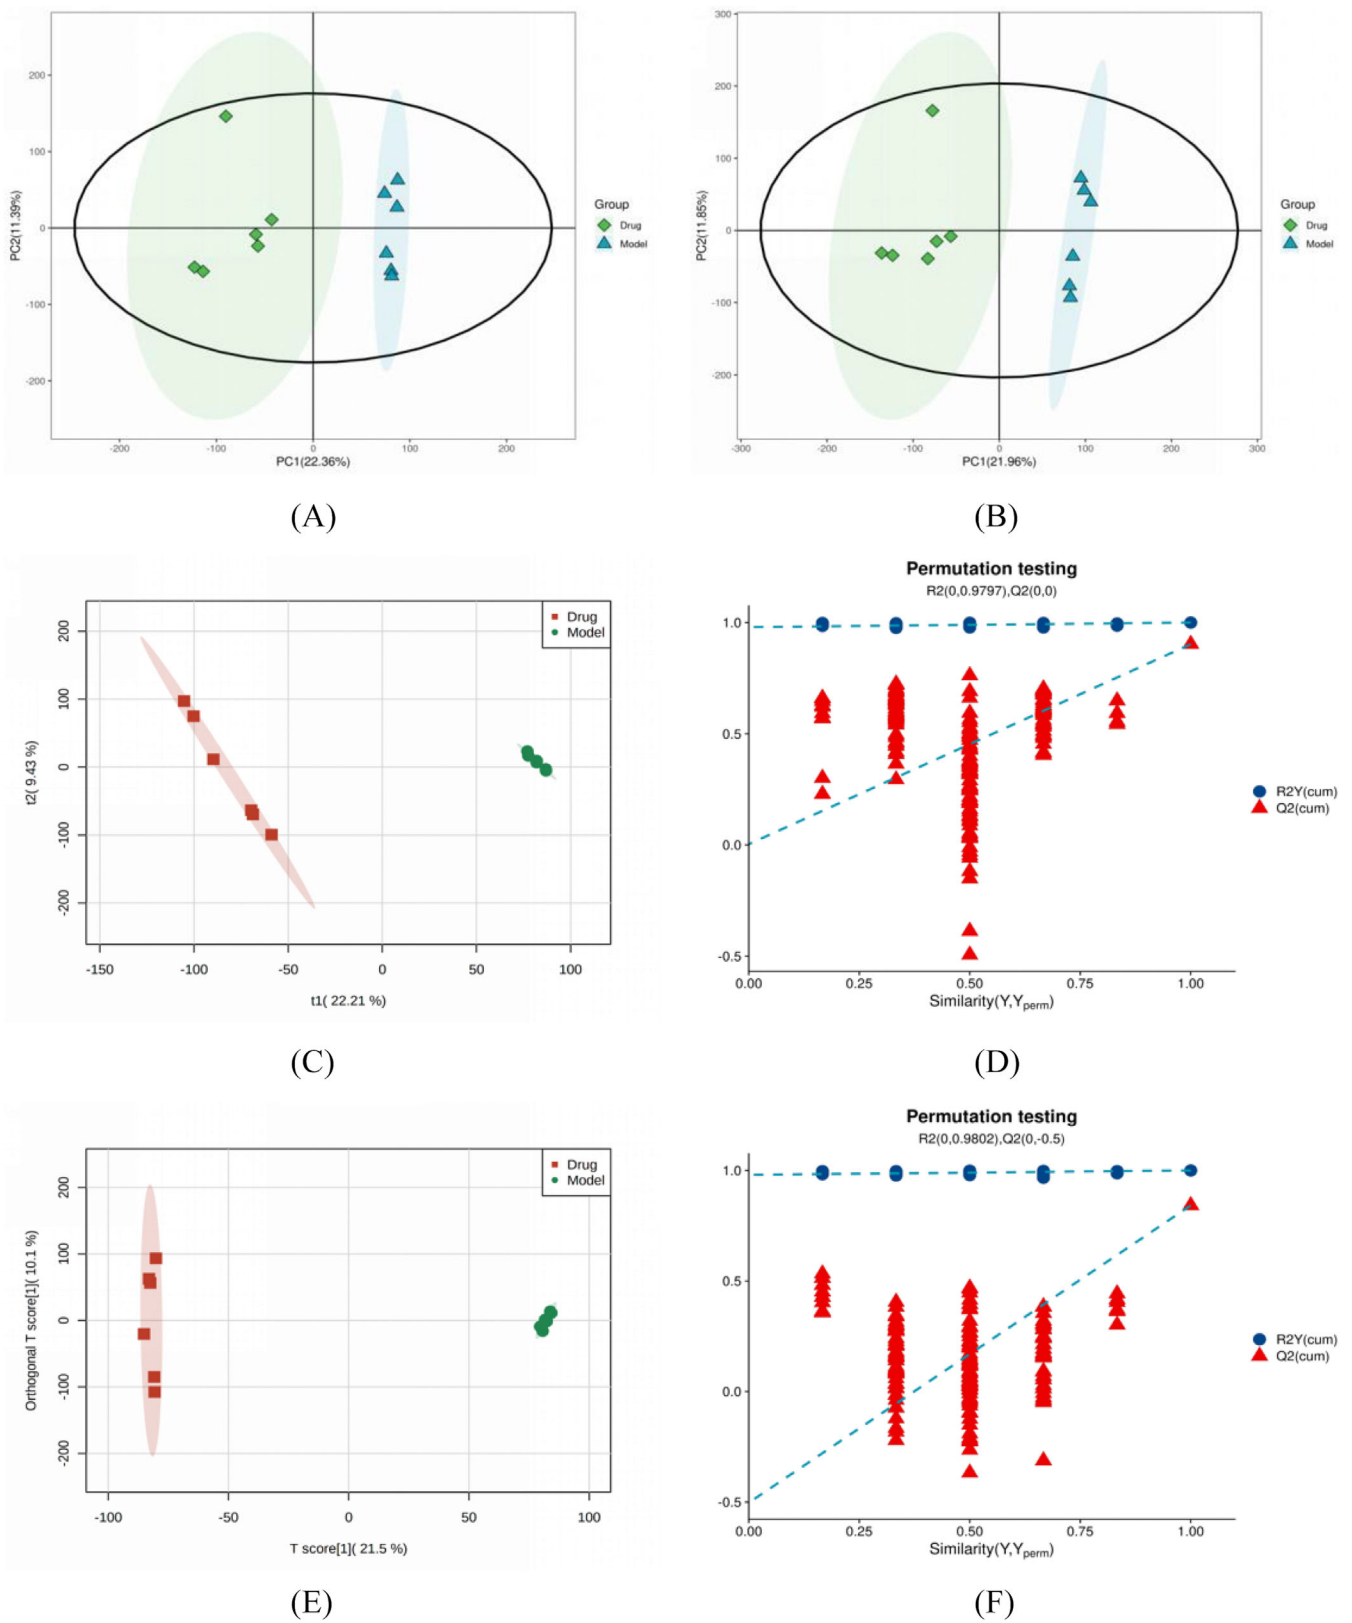 200
100
0
-100
-200
PC2(11.39%)
-200
-100
0
100
200
PC1(22.36%)
Group
Drug
Model
(A)
300
200
100
0
-100
-200
PC2(11.85%)
-300
-200
-100
0
100
200
300
PC1(21.96%)
Group
Drug
Model
(B)
200
100
0
-100
-200
t2( 9.43 %)
Drug
Model
-150
-100
-50
0
50
100
t1( 22.21 %)
(C)
Permutation testing
R2(0,0.9797),Q2(0,0)
1.0
0.5
0.0
-0.5
0.00
0.25
0.50
0.75
1.00
Similarity(Y,Yperm)
R2Y(cum)
Q2(cum)
(D)
200
100
0
-100
-200
Orthogonal T score[1]( 10.1 %)
Drug
Model
-100
-50
0
50
100
T score[1]( 21.5 %)
(E)
Permutation testing
R2(0,0.9802),Q2(0,-0.5)
1.0
0.5
0.0
-0.5
0.00
0.25
0.50
0.75
1.00
Similarity(Y,Yperm)
R2Y(cum)
Q2(cum)
(F)